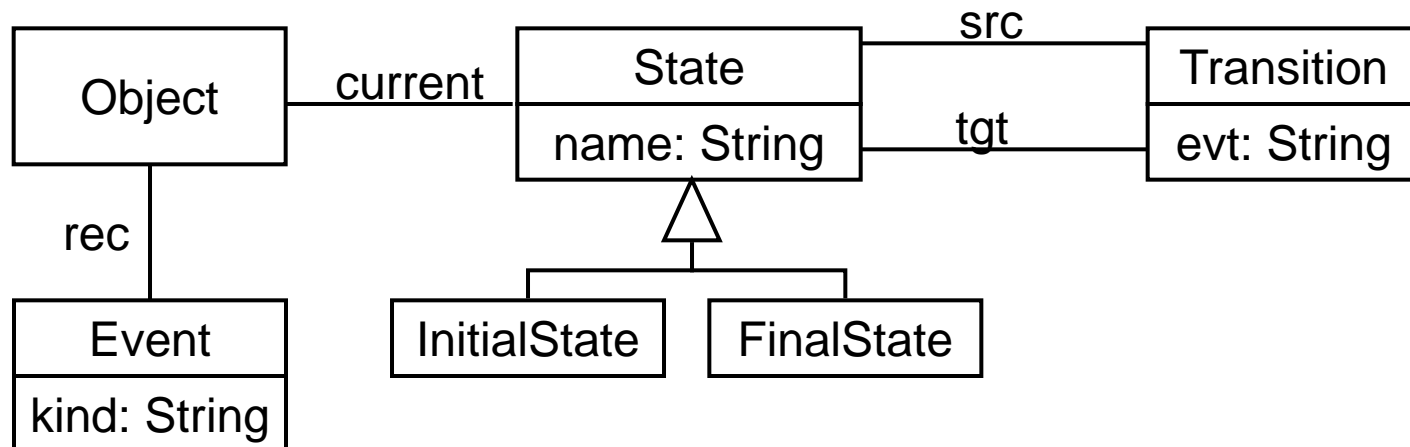 Object
current
State
name: String
src
tgt
Transition
evt: String
rec
Event
kind: String
InitialState
FinalState